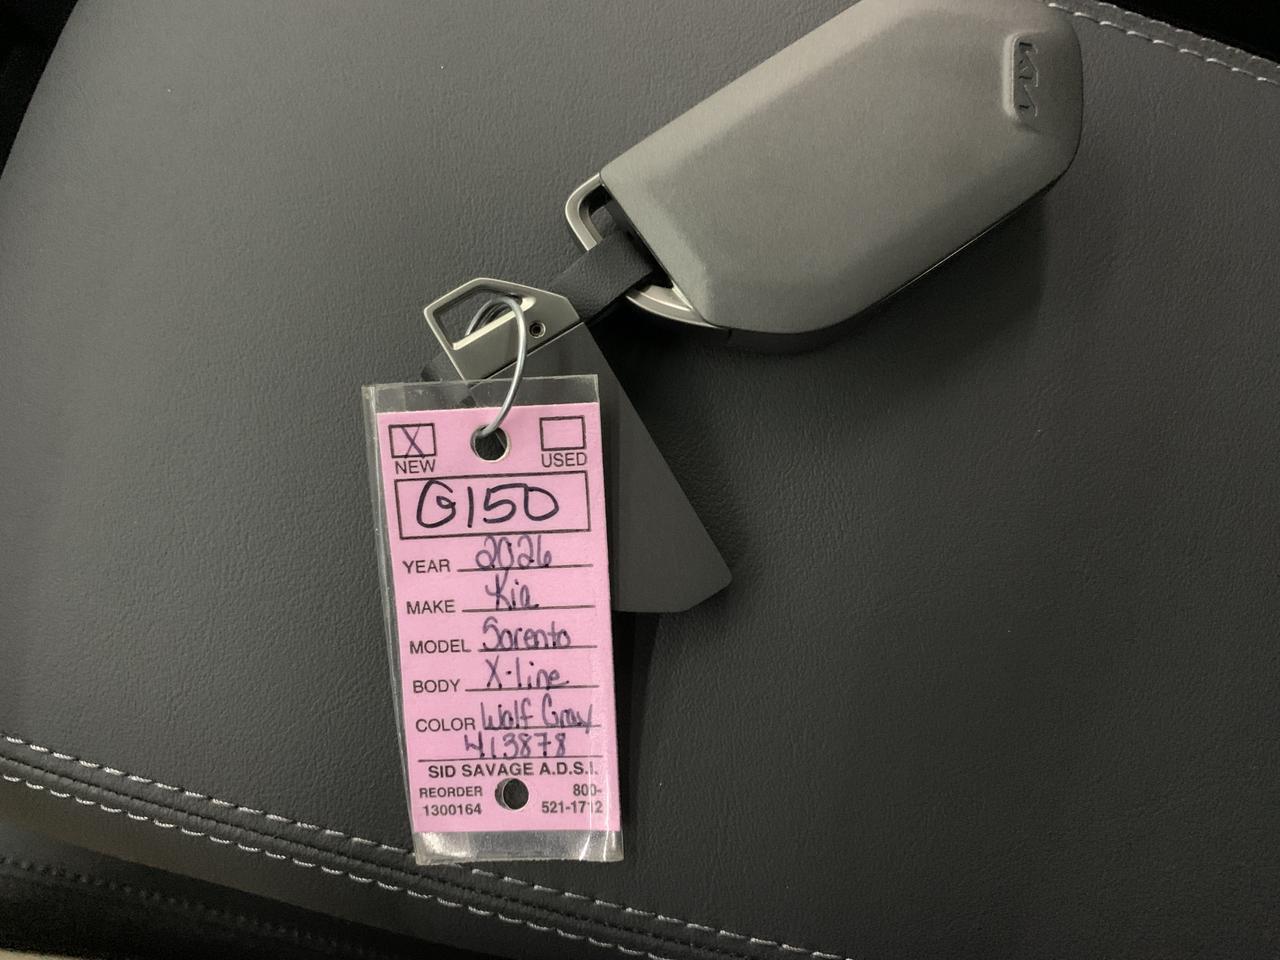 KIA
X
NEW USED
G150
YEAR 2026
MAKE Kia
MODEL Sorento
BODY X-line
COLOR Wolf Gray
413878
SID SAVAGE A.D.S.I.
REORDER 800-
1300164 521-1712